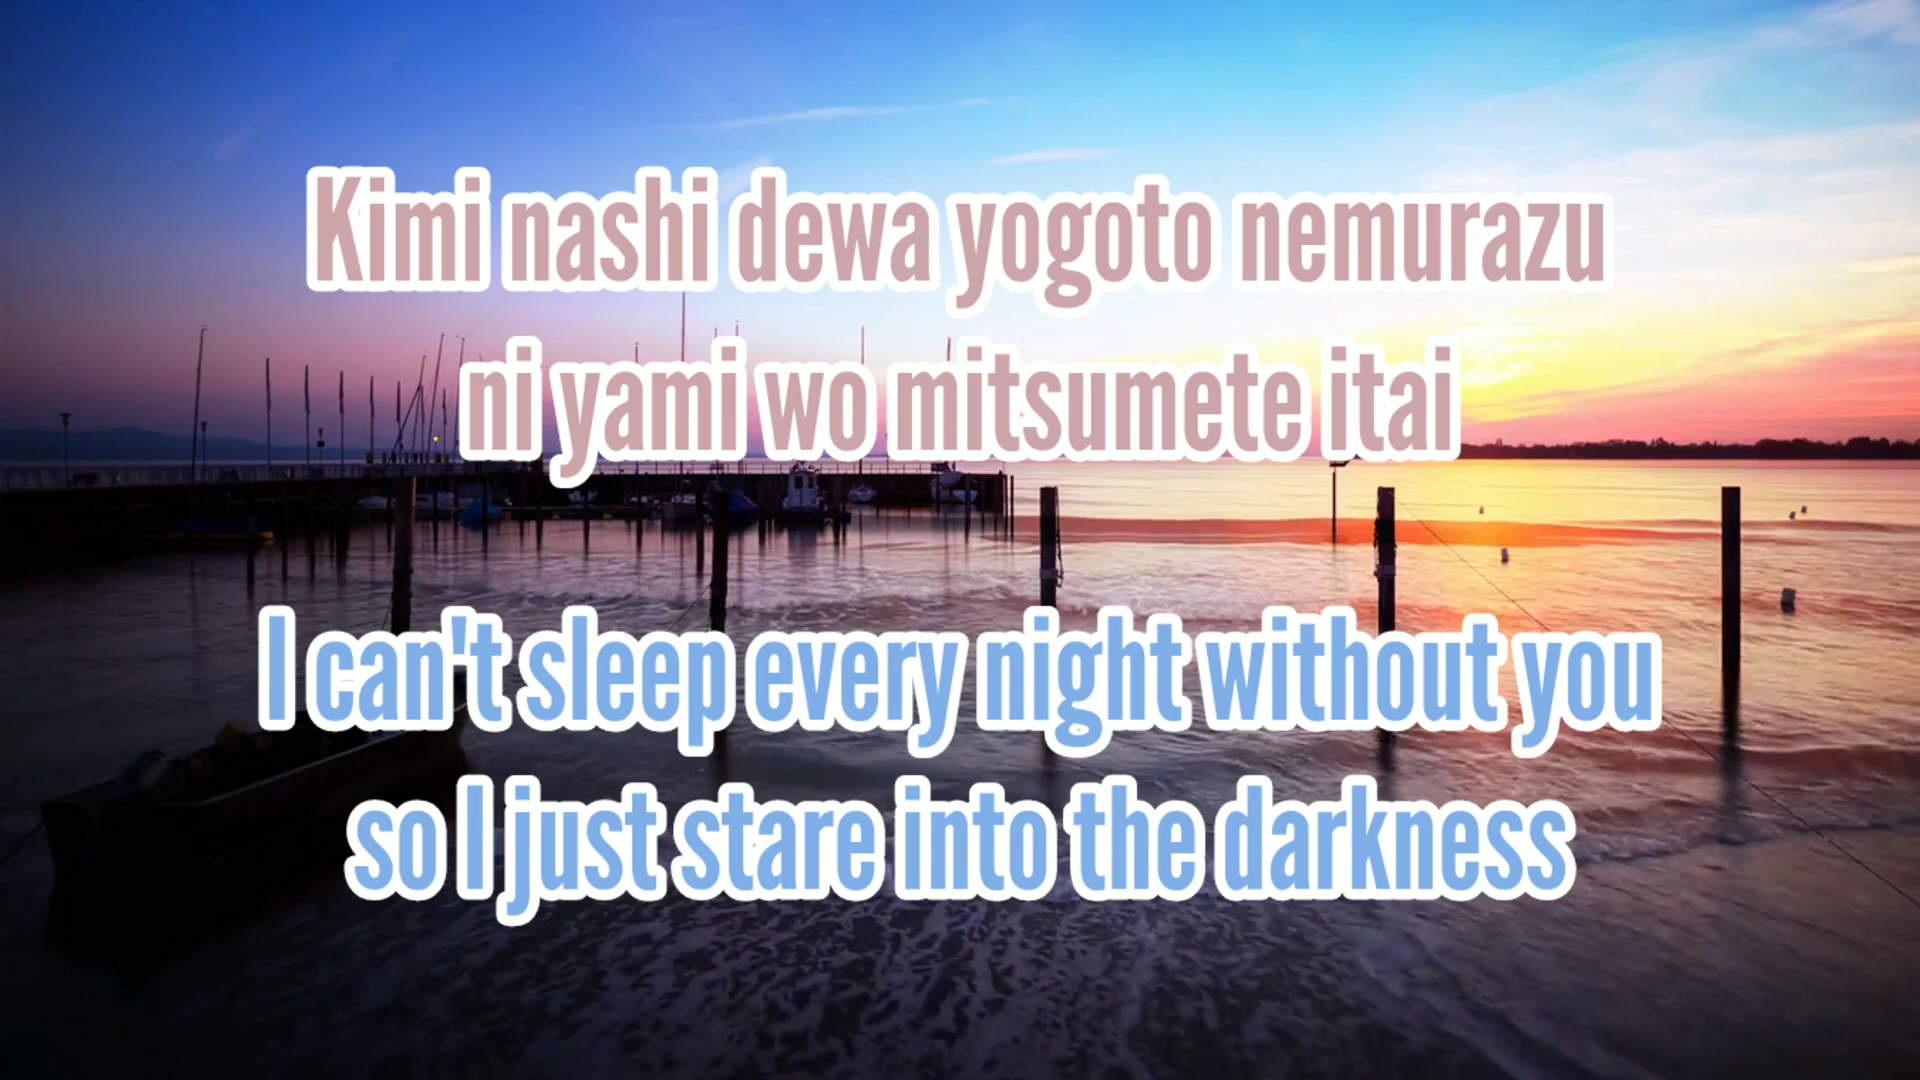 Kimi nashi dewa yogoto nemurazu
ni yami wo mitsumete itai
I can't sleep every night without you
so I just stare into the darkness